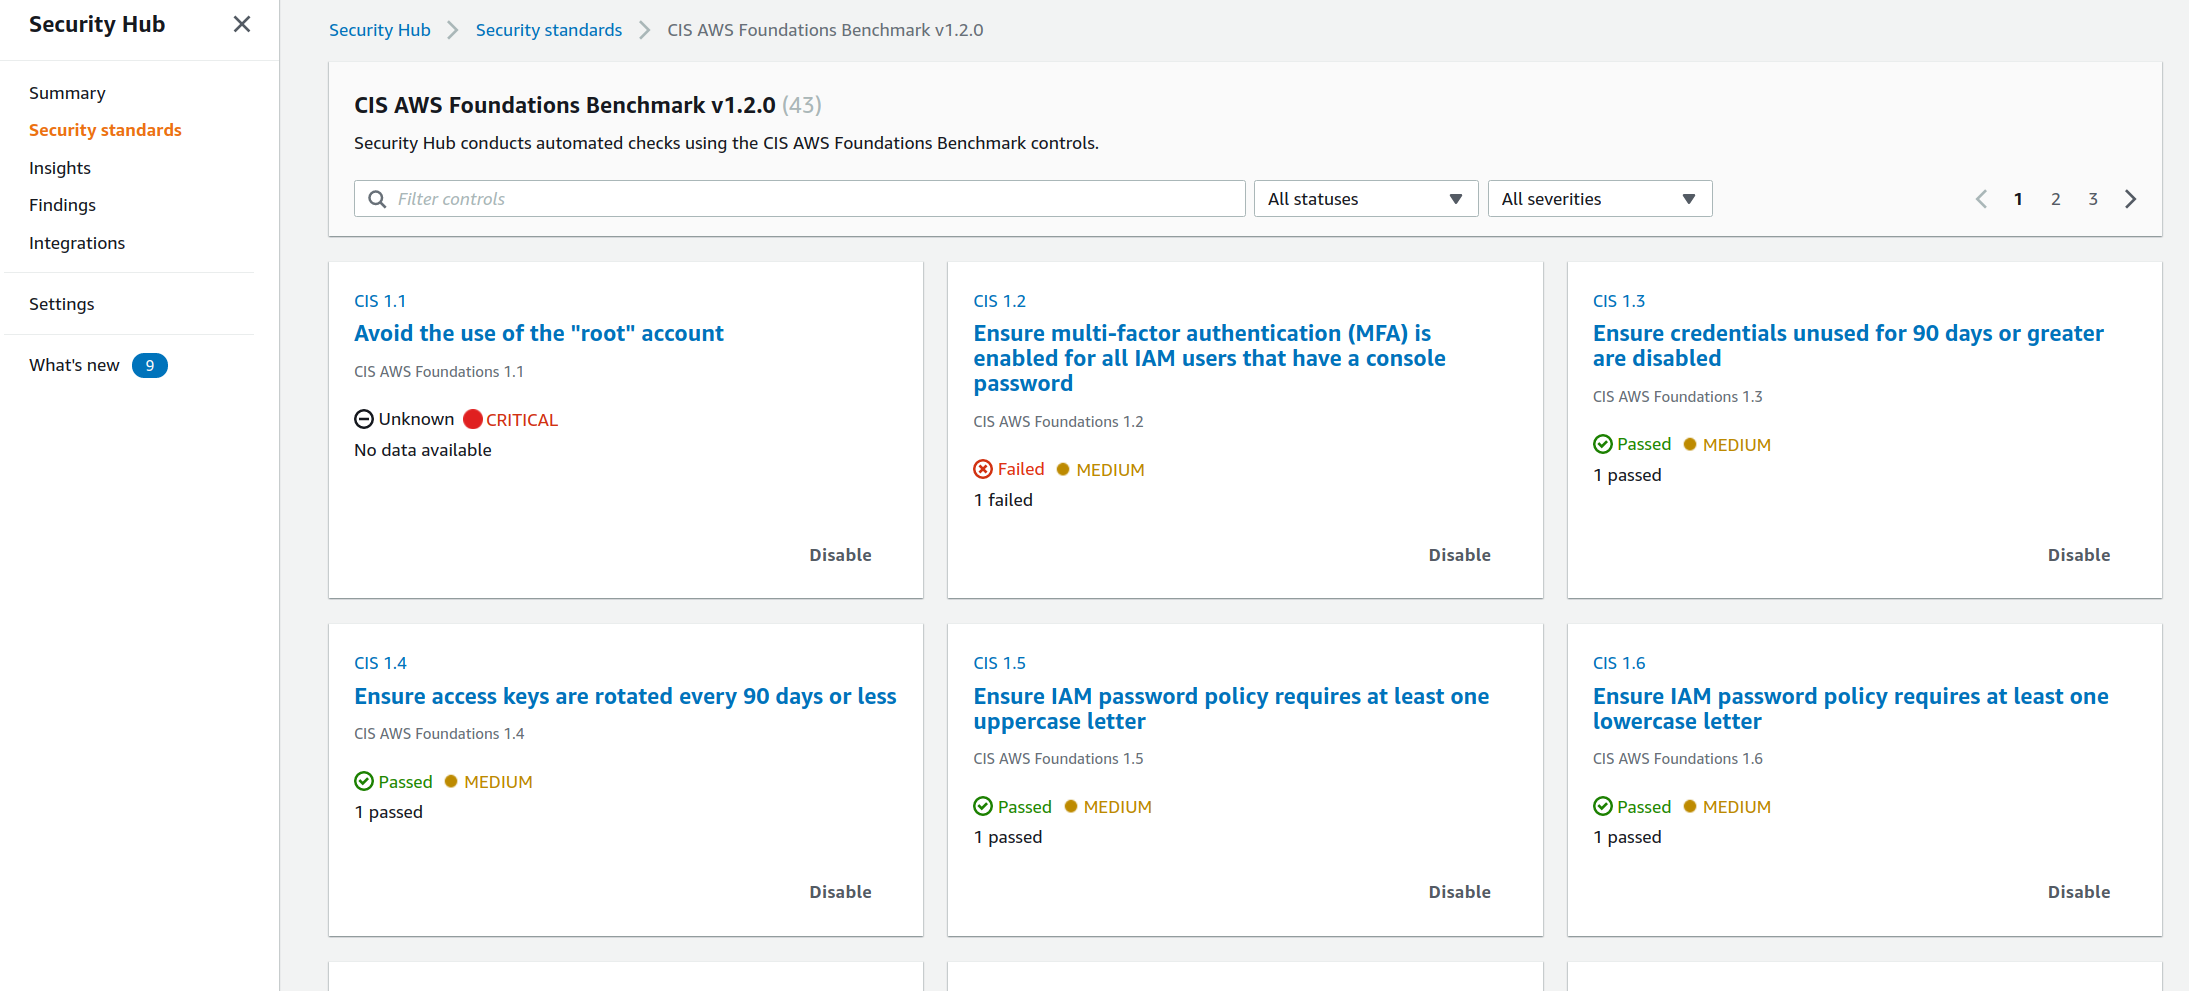 Security Hub
Summary
Security standards
Insights
Findings
Integrations
Settings
What's new 9
Security Hub Security standards CIS AWS Foundations Benchmark v1.2.0
CIS AWS Foundations Benchmark v1.2.0 (43)
Security Hub conducts automated checks using the CIS AWS Foundations Benchmark controls.
Filter controls All statuses All severities 1 2 3
CIS 1.1
Avoid the use of the "root" account
CIS AWS Foundations 1.1
Unknown CRITICAL
No data available
Disable
CIS 1.2
Ensure multi-factor authentication (MFA) is
enabled for all IAM users that have a console
password
CIS AWS Foundations 1.2
Failed MEDIUM
1 failed
Disable
CIS 1.3
Ensure credentials unused for 90 days or greater
are disabled
CIS AWS Foundations 1.3
Passed MEDIUM
1 passed
Disable
CIS 1.4
Ensure access keys are rotated every 90 days or less
CIS AWS Foundations 1.4
Passed MEDIUM
1 passed
Disable
CIS 1.5
Ensure IAM password policy requires at least one
uppercase letter
CIS AWS Foundations 1.5
Passed MEDIUM
1 passed
Disable
CIS 1.6
Ensure IAM password policy requires at least one
lowercase letter
CIS AWS Foundations 1.6
Passed MEDIUM
1 passed
Disable